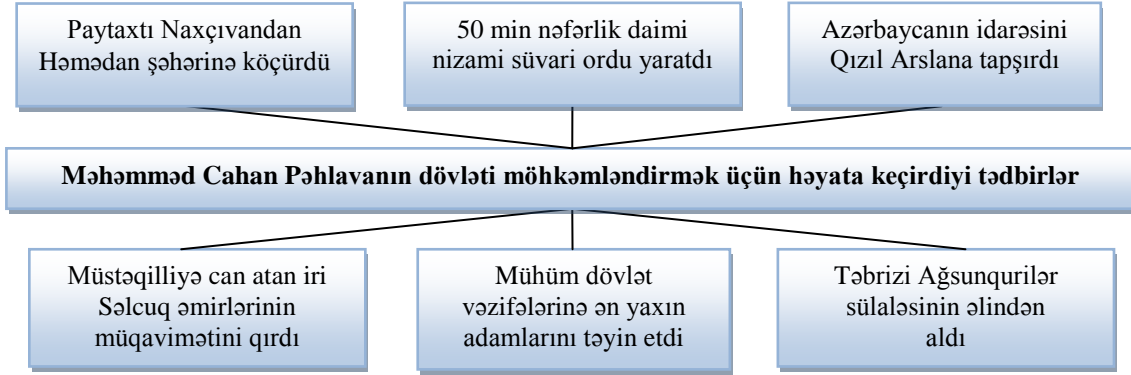 Paytaxtı Naxçıvandan
Həmədan şəhərinə köçürdü
50 min nəfərlik daimi
nizami süvari ordu yaratdı
Azərbaycanın idarəsini
Qızıl Arslana tapşırdı
Məhəmməd Cahan Pəhlavanın dövləti möhkəmləndirmək üçün həyata keçirdiyi tədbirlər
Müstəqilliyə can atan iri
Səlcuq əmirlərinin
müqavimətini qırdı
Mühüm dövlət
vəzifələrinə ən yaxın
adamlarını təyin etdi
Təbrizi Ağsunqurilər
sülaləsinin əlindən
aldı